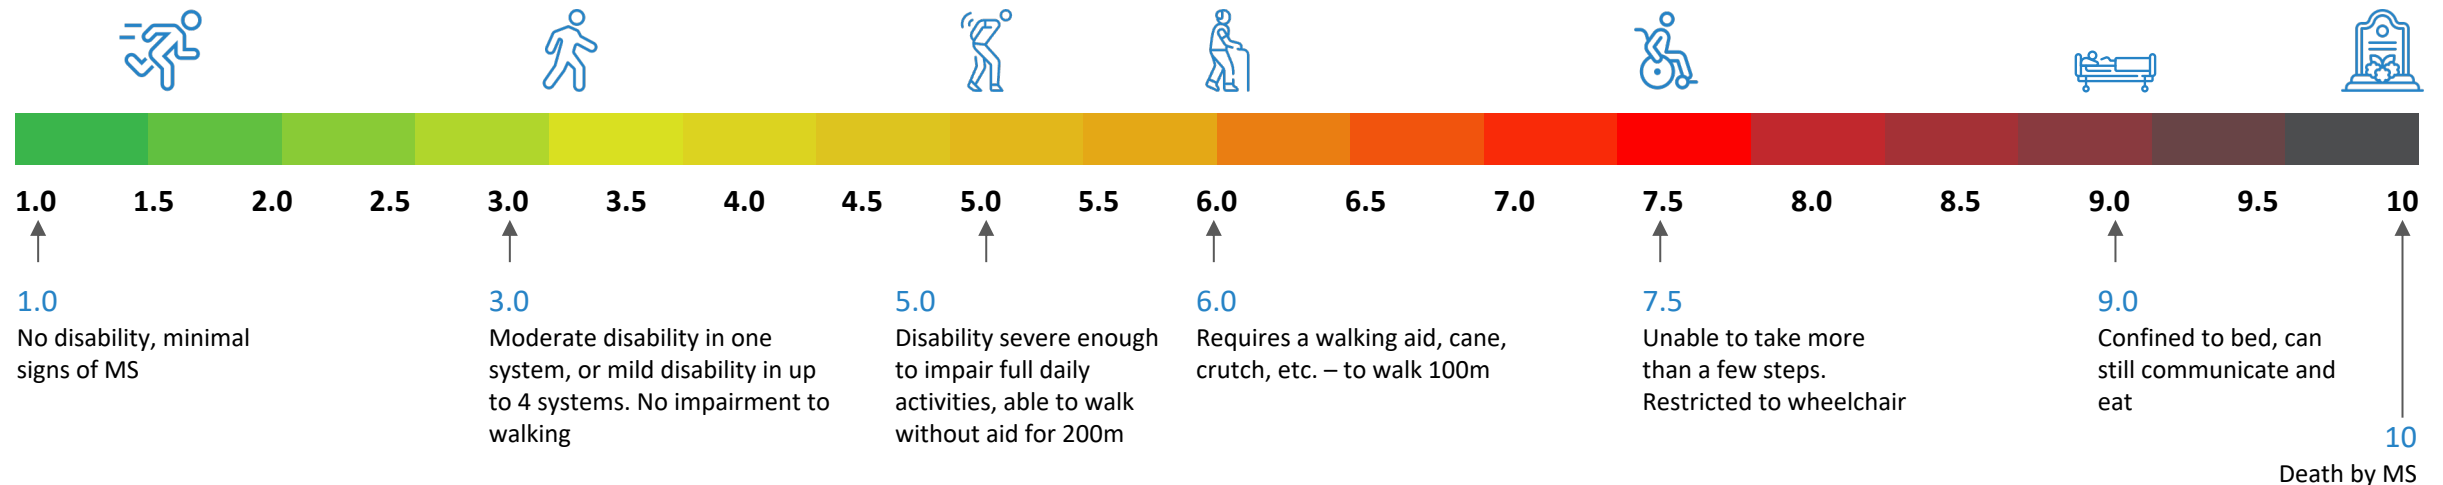 1.0 1.5 2.0 2.5 3.0 3.5 4.0 4.5 5.0 5.5 6.0 6.5 7.0 7.5 8.0 8.5 9.0 9.5 10
1.0
No disability, minimal
signs of MS
3.0
Moderate disability in one
system, or mild disability in up
to 4 systems. No impairment to
walking
5.0
Disability severe enough
to impair full daily
activities, able to walk
without aid for 200m
6.0
Requires a walking aid, cane,
crutch, etc. – to walk 100m
7.5
Unable to take more
than a few steps.
Restricted to wheelchair
9.0
Confined to bed, can
still communicate and
eat
10
Death by MS